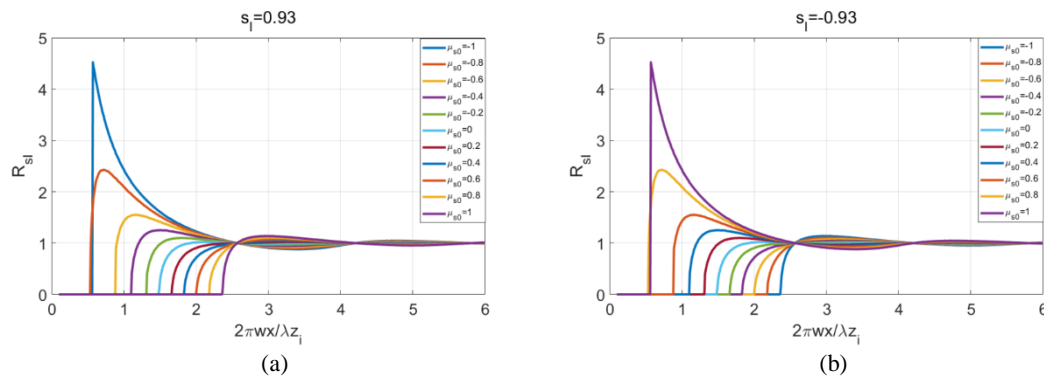 s_l=0.93
R_sl
5
4
3
2
1
0
0 1 2 3 4 5 6
2πwx/λz_i
μ_s0=-1
μ_s0=-0.8
μ_s0=-0.6
μ_s0=-0.4
μ_s0=-0.2
μ_s0=0
μ_s0=0.2
μ_s0=0.4
μ_s0=0.6
μ_s0=0.8
μ_s0=1
(a)
s_l=-0.93
R_sl
5
4
3
2
1
0
0 1 2 3 4 5 6
2πwx/λz_i
μ_s0=-1
μ_s0=-0.8
μ_s0=-0.6
μ_s0=-0.4
μ_s0=-0.2
μ_s0=0
μ_s0=0.2
μ_s0=0.4
μ_s0=0.6
μ_s0=0.8
μ_s0=1
(b)